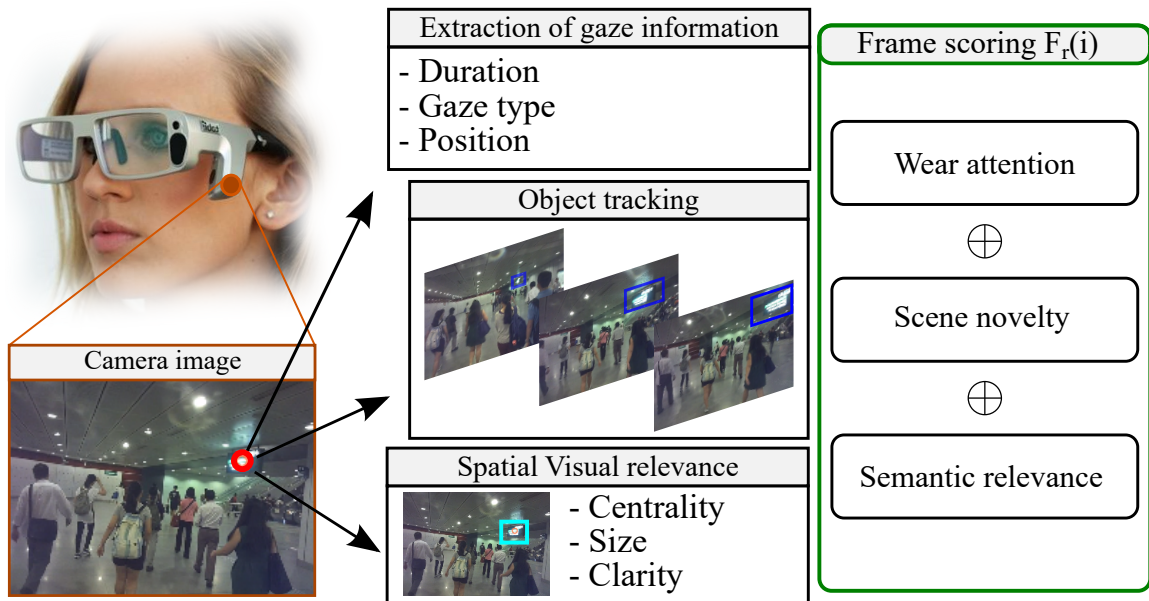 Extraction of gaze information
- Duration
- Gaze type
- Position
Object tracking
Camera image
Spatial Visual relevance
- Centrality
- Size
- Clarity
Frame scoring Fr(i)
Wear attention
Scene novelty
Semantic relevance